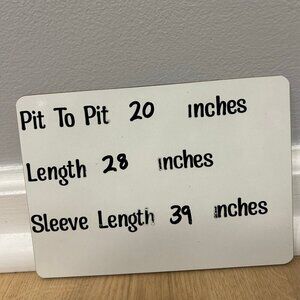 Pit To Pit 20 inches
Length 28 inches
Sleeve Length 39 inches